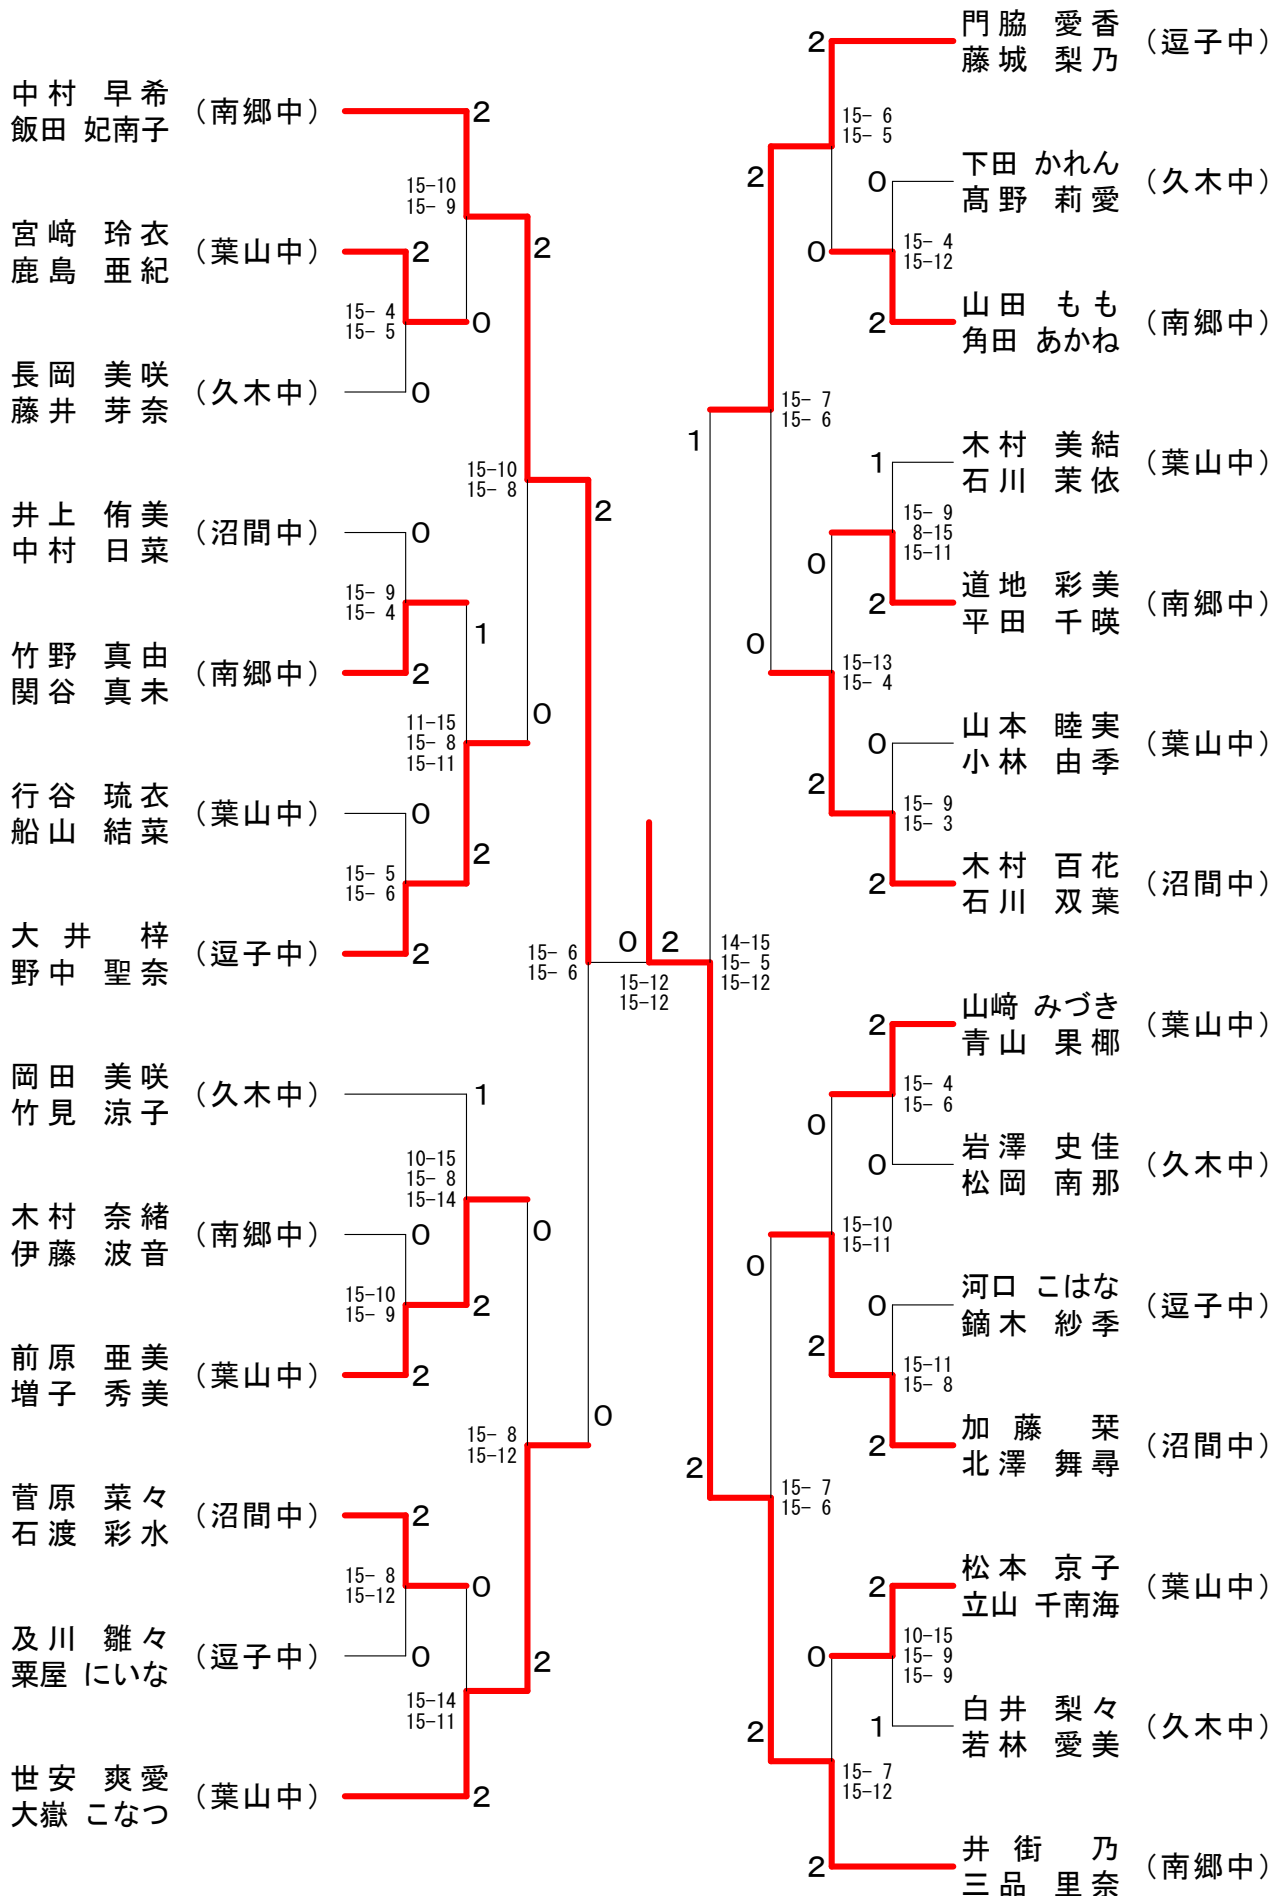 中村 早希
飯田 妃南子
(南郷中)
2
15-10
15- 9
宮﨑 玲衣
鹿島 亜紀
(葉山中)
2
2
15- 4
15- 5
0
長岡 美咲
藤井 芽奈
(久木中)
0
15-10
15- 8
2
井上 侑美
中村 日菜
(沼間中)
0
15- 9
15- 4
1
竹野 真由
関谷 真未
(南郷中)
2
11-15
15- 8
15-11
0
行谷 琉衣
船山 結菜
(葉山中)
0
2
15- 5
15- 6
大井 梓
野中 聖奈
(逗子中)
2
15- 6
15- 6
0
2
15-12
15-12
岡田 美咲
竹見 涼子
(久木中)
1
10-15
15- 8
15-14
木村 奈緒
伊藤 波音
(南郷中)
0
0
15-10
15- 9
2
前原 亜美
増子 秀美
(葉山中)
2
0
15- 8
15-12
菅原 菜々
石渡 彩水
(沼間中)
2
15- 8
15-12
0
及川 雛々
粟屋 にいな
(逗子中)
0
2
15-14
15-11
世安 爽愛
大嶽 こなつ
(葉山中)
2
門脇 愛香
藤城 梨乃
(逗子中)
2
15- 6
15- 5
2
下田 かれん
髙野 莉愛
(久木中)
0
15- 4
15-12
0
山田 もも
角田 あかね
(南郷中)
2
15- 7
15- 6
1
木村 美結
石川 茉依
(葉山中)
1
15- 9
8-15
15-11
0
道地 彩美
平田 千暎
(南郷中)
2
0
15-13
15- 4
山本 睦実
小林 由季
(葉山中)
0
2
15- 9
15- 3
木村 百花
石川 双葉
(沼間中)
2
14-15
15- 5
15-12
山﨑 みづき
青山 果椰
(葉山中)
2
15- 4
15- 6
0
岩澤 史佳
松岡 南那
(久木中)
0
15-10
15-11
0
河口 こはな
鏑木 紗季
(逗子中)
0
2
15-11
15- 8
加藤 栞
北澤 舞尋
(沼間中)
2
2
15- 7
15- 6
松本 京子
立山 千南海
(葉山中)
2
10-15
15- 9
15- 9
0
白井 梨々
若林 愛美
(久木中)
1
2
15- 7
15-12
井街 乃
三品 里奈
(南郷中)
2